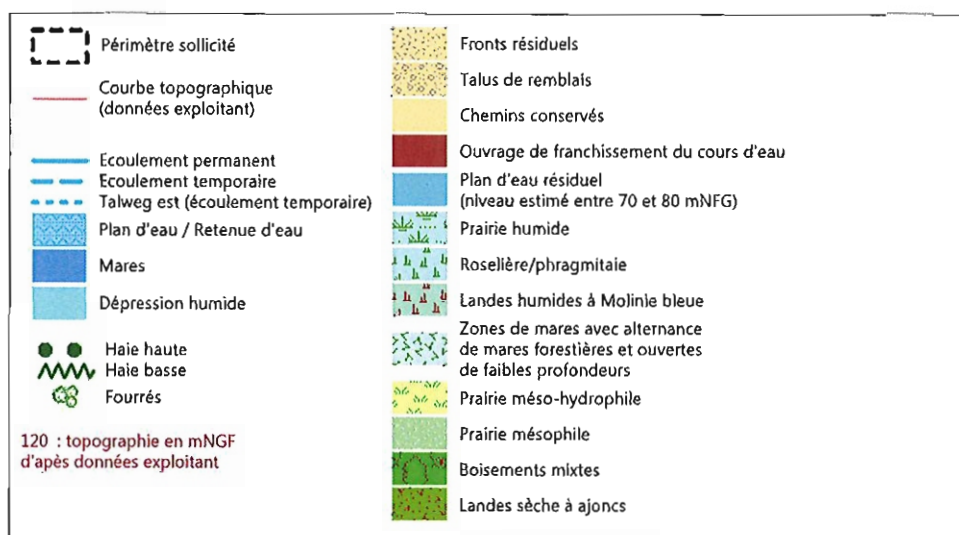 Périmètre sollicité
Courbe topographique
(données exploitant)
Ecoulement permanent
Ecoulement temporaire
Talweg est (écoulement temporaire)
Plan d'eau / Retenue d'eau
Mares
Dépression humide
Haie haute
Haie basse
Fourrés
120 : topographie en mNGF
d'apès données exploitant
Fronts résiduels
Talus de remblais
Chemins conservés
Ouvrage de franchissement du cours d'eau
Plan d'eau résiduel
(niveau estimé entre 70 et 80 mNFG)
Prairie humide
Roselière/phragmitaie
Landes humides à Molinie bleue
Zones de mares avec alternance
de mares forestières et ouvertes
de faibles profondeurs
Prairie méso-hydrophile
Prairie mésophile
Boisements mixtes
Landes sèche à ajoncs